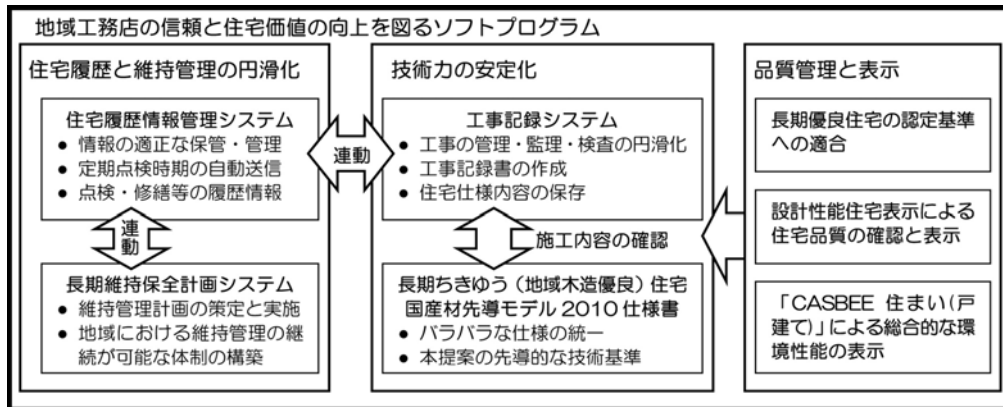 地域工務店の信頼と住宅価値の向上を図るソフトプログラム
住宅履歴と維持管理の円滑化
住宅履歴情報管理システム
● 情報の適正な保管・管理
● 定期点検時期の自動送信
● 点検・修繕等の履歴情報
連動
長期維持保全計画システム
● 維持管理計画の策定と実施
● 地域における維持管理の継
続が可能な体制の構築
連動
技術力の安定化
工事記録システム
● 工事の管理・監理・検査の円滑化
● 工事記録書の作成
● 住宅仕様内容の保存
施工内容の確認
長期ちきゆう（地域木造優良）住宅
国産材先導モデル 2010 仕様書
● バラバラな仕様の統一
● 本提案の先導的な技術基準
品質管理と表示
長期優良住宅の認定基準
への適合
設計性能住宅表示による
住宅品質の確認と表示
「CASBEE 住まい(戸
建て)」による総合的な環
境性能の表示